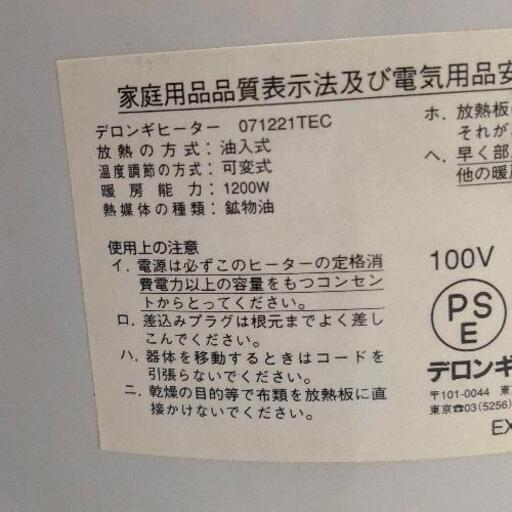 家庭用品品質表示法及び電気用品安
デロンギヒーター 071221TEC
放熱の方式：油入式
温度調節の方式：可変式
暖房能力：1200W
熱媒体の種類：鉱物油
使用上の注意
イ．電源は必ずこのヒーターの定格消
費電力以上の容量をもつコンセン
トからとってください。
ロ．差込みプラグは根元までよく差し
こんでください。
ハ．器体を移動するときはコードを
引張らないでください。
ニ．乾燥の目的等で布類を放熱板に直
接かけないでください。
ホ．放熱板
それが
ヘ．早く部
他の暖
100V
PS
E
デロンギ
〒101-0044 東
東京☎03(5256)
EX